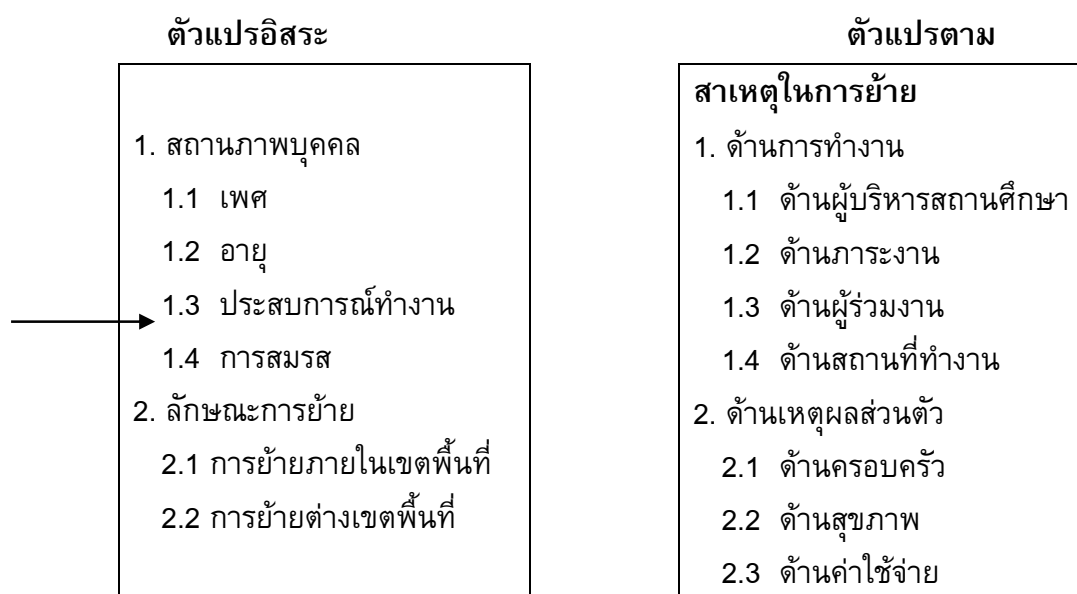 ตัวแปรอิสระ
1. สถานภาพบุคคล
1.1 เพศ
1.2 อายุ
1.3 ประสบการณ์ทำงาน
1.4 การสมรส
2. ลักษณะการย้าย
2.1 การย้ายภายในเขตพื้นที่
2.2 การย้ายต่างเขตพื้นที่
ตัวแปรตาม
สาเหตุในการย้าย
1. ด้านการทำงาน
1.1 ด้านผู้บริหารสถานศึกษา
1.2 ด้านภาระงาน
1.3 ด้านผู้ร่วมงาน
1.4 ด้านสถานที่ทำงาน
2. ด้านเหตุผลส่วนตัว
2.1 ด้านครอบครัว
2.2 ด้านสุขภาพ
2.3 ด้านค่าใช้จ่าย